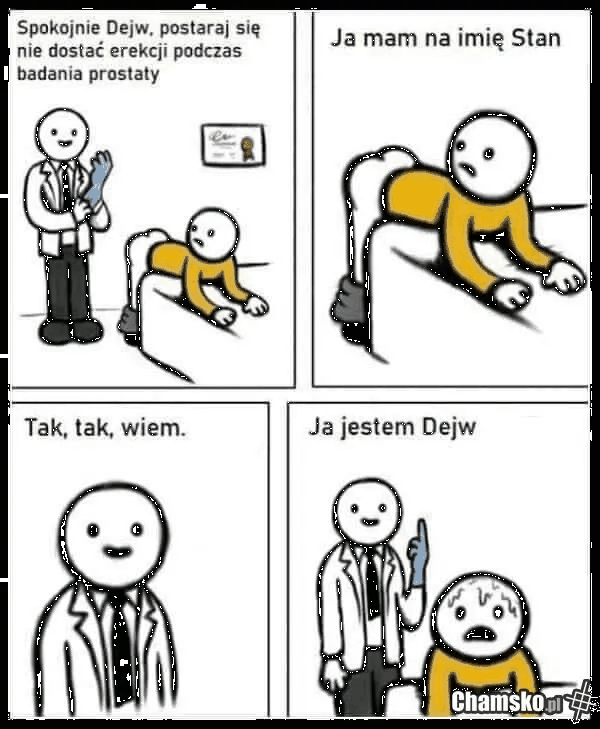 Spokojnie Dejw, postaraj się
nie dostać erekcji podczas
badania prostaty
Ja mam na imię Stan
Tak, tak, wiem.
Ja jestem Dejw
Chamsko.pl